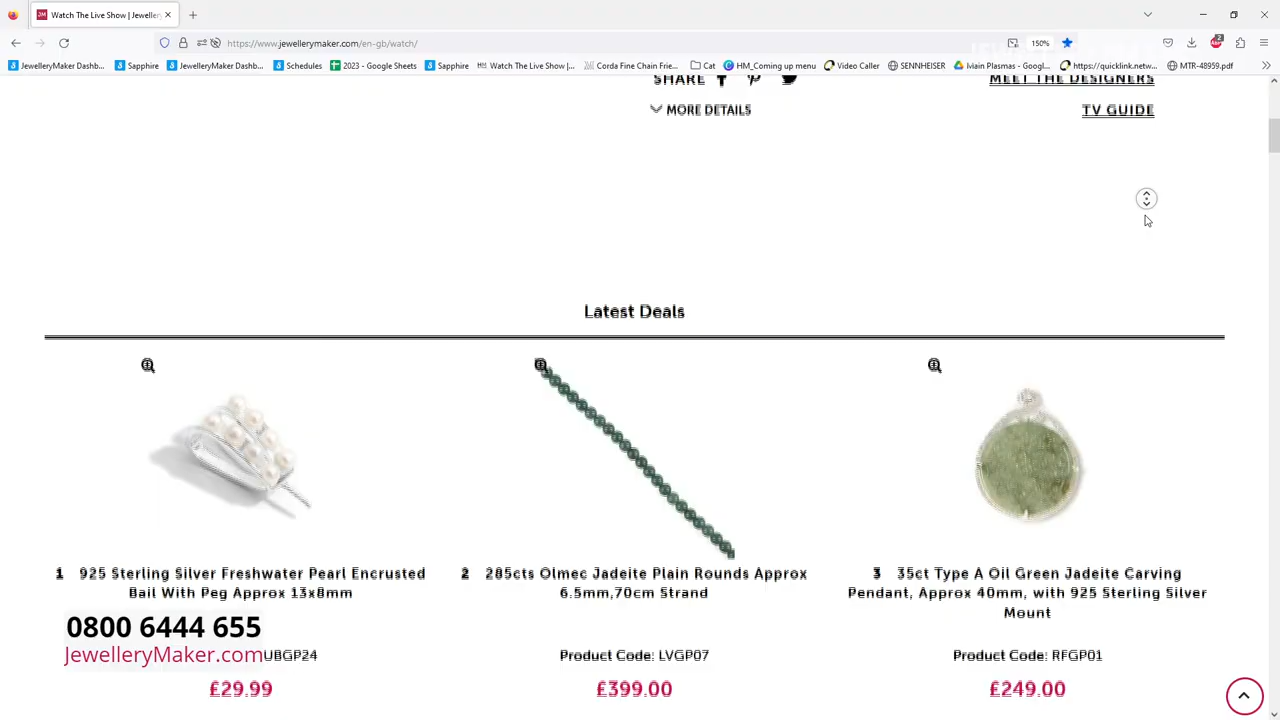 Watch The Live Show | Jeweller
https://www.jewellerymaker.com/en-gb/watch/
150%
2
JewelleryMaker Dashb...
Sapphire
JewelleryMaker Dashb...
Schedules
2023 - Google Sheets
Sapphire
Watch The Live Show |...
Corda Fine Chain Frie...
Cat
HM_Coming up menu
Video Caller
Main Plasmas - Googl...
https://quicklink.netw...
SENNHEISER
MTR-48959.pdf
SHARE
MEET THE DESIGNERS
MORE DETAILS
TV GUIDE
Latest Deals
1 925 Sterling Silver Freshwater Pearl Encrusted
Bail With Peg Approx 13x8mm
UBGP24
£29.99
2 285cts Olmec Jadeite Plain Rounds Approx
6.5mm,70cm Strand
Product Code: LVGP07
£399.00
3 35ct Type A Oil Green Jadeite Carving
Pendant, Approx 40mm, with 925 Sterling Silver
Mount
Product Code: RFGP01
£249.00
0800 6444 655
JewelleryMaker.com